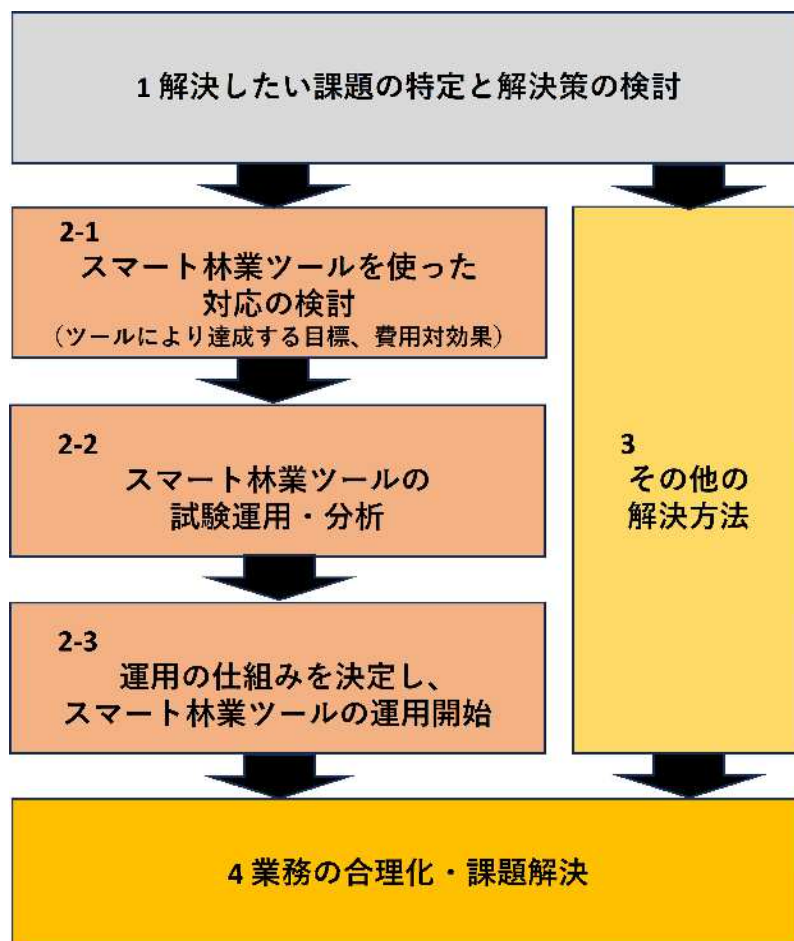 1 解決したい課題の特定と解決策の検討
2-1
スマート林業ツールを使った
対応の検討
（ツールにより達成する目標、費用対効果）
2-2
スマート林業ツールの
試験運用・分析
2-3
運用の仕組みを決定し、
スマート林業ツールの運用開始
3
その他の
解決方法
4 業務の合理化・課題解決